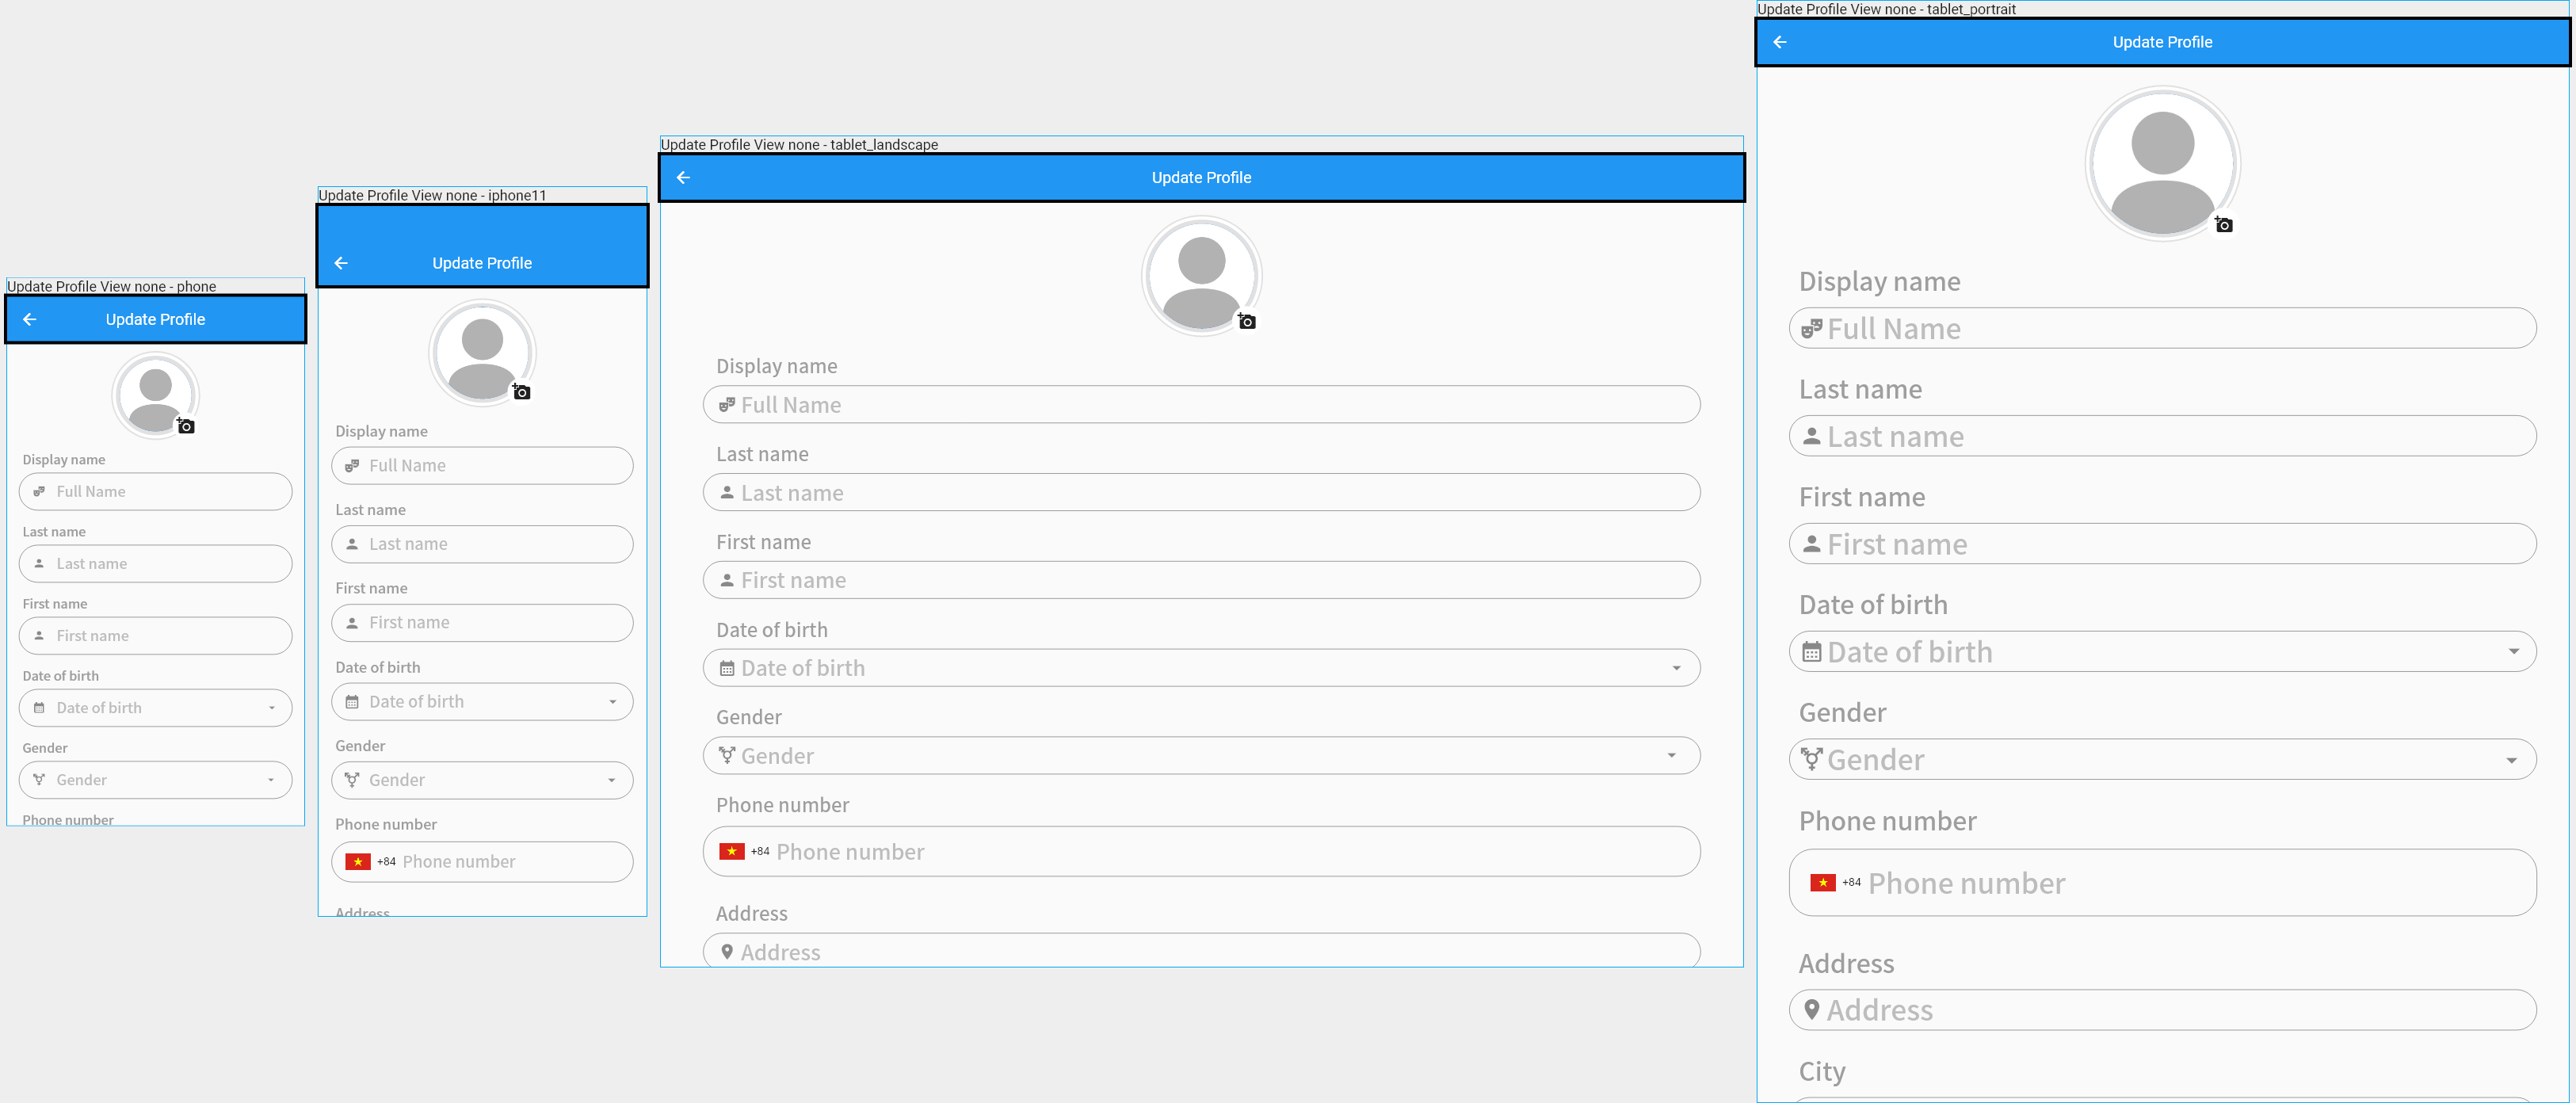 Update Profile View none - phone
Update Profile
Display name
Full Name
Last name
Last name
First name
First name
Date of birth
Date of birth
Gender
Gender
Phone number
Update Profile View none - iphone11
Update Profile
Display name
Full Name
Last name
Last name
First name
First name
Date of birth
Date of birth
Gender
Gender
Phone number
+84 Phone number
Address
Update Profile View none - tablet_landscape
Update Profile
Display name
Full Name
Last name
Last name
First name
First name
Date of birth
Date of birth
Gender
Gender
Phone number
+84 Phone number
Address
Address
Update Profile View none - tablet_portrait
Update Profile
Display name
Full Name
Last name
Last name
First name
First name
Date of birth
Date of birth
Gender
Gender
Phone number
+84 Phone number
Address
Address
City